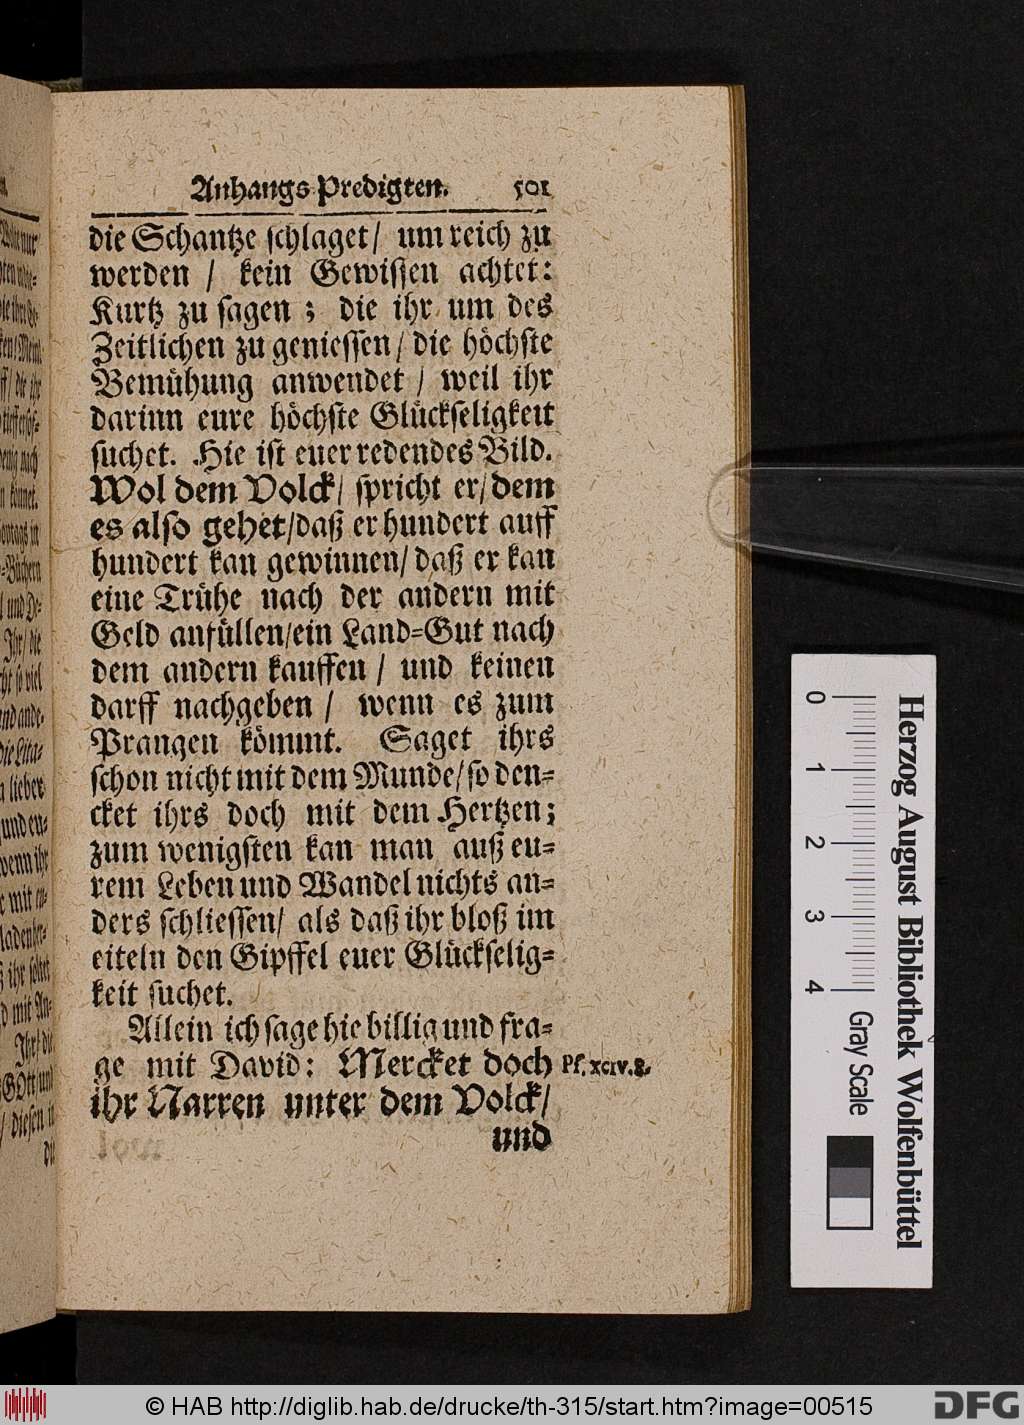 Anhangs-Predigten. 501
die Schantze schlaget/ um reich zu
werden / kein Gewissen achtet:
Kurtz zu sagen ; die ihr um des
Zeitlichen zu geniessen/ die höchste
Bemühung anwendet / weil ihr
darinn eure höchste Glückseligkeit
suchet. Hie ist euer redendes Bild.
Wol dem Volck/ spricht er/ dem
es also gehet/daß er hundert auff
hundert kan gewinnen/ daß er kan
eine Trühe nach der andern mit
Geld anfüllen/ein Land-Gut nach
dem andern kauffen / und keinen
darff nachgeben / wenn es zum
Prangen kömmt. Saget ihrs
schon nicht mit dem Munde/ so den-
cket ihrs doch mit dem Hertzen;
zum wenigsten kan man auß eu-
rem Leben und Wandel nichts an-
ders schliessen/ als daß ihr bloß im
eiteln den Gipffel euer Glückselig-
keit suchet.
Allein ich sage hie billig und fra-
ge mit David: Mercket doch
Ps. xciv. 8.
ihr Narren unter dem Volck/
und
Herzog August Bibliothek Wolfenbüttel
0 1 2 3 4 Gray Scale
© HAB http://diglib.hab.de/drucke/th-315/start.htm?image=00515
DFG